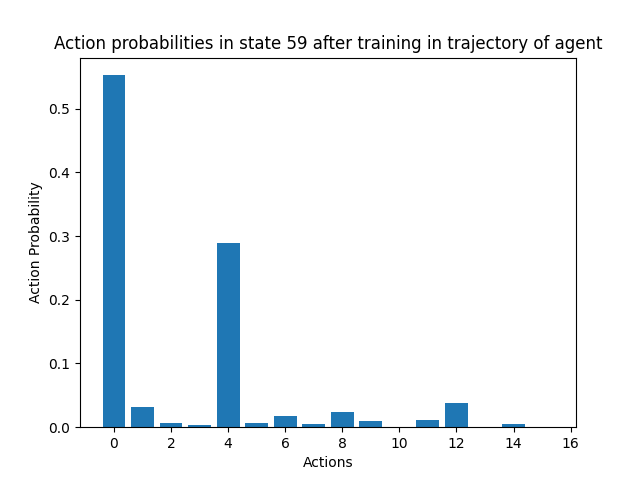 Action probabilities in state 59 after training in trajectory of agent
0.5
0.4
0.3
0.2
0.1
0.0
Action Probability
0 2 4 6 8 10 12 14 16
Actions